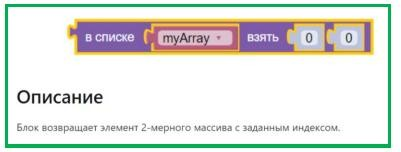 в списке myArray взять 0 0
Описание
Блок возвращает элемент 2-мерного массива с заданным индексом.